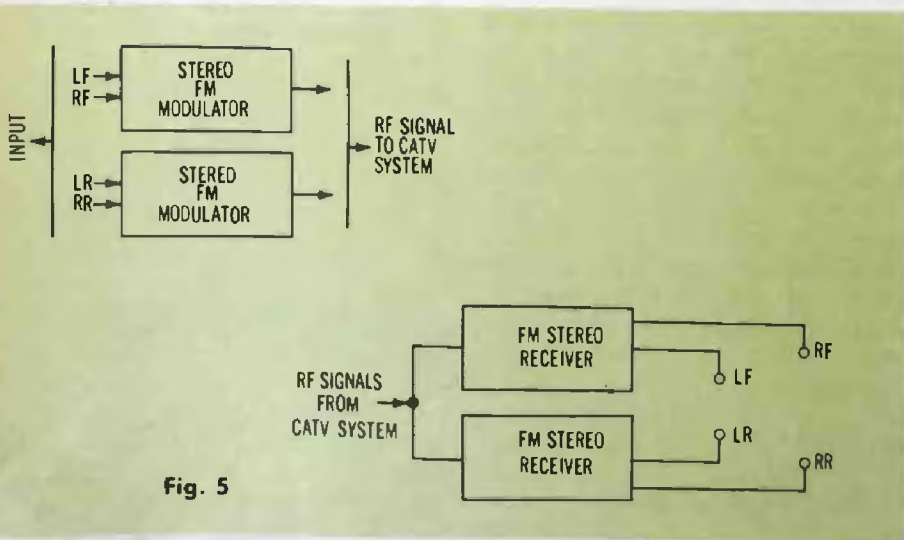 INPUT
LF
RF
STEREO
FM
MODULATOR
RF SIGNAL
TO CATV
SYSTEM
LR
RR
STEREO
FM
MODULATOR
RF SIGNALS
FROM
CATV SYSTEM
FM STEREO
RECEIVER
RF
LF
FM STEREO
RECEIVER
LR
RR
Fig. 5